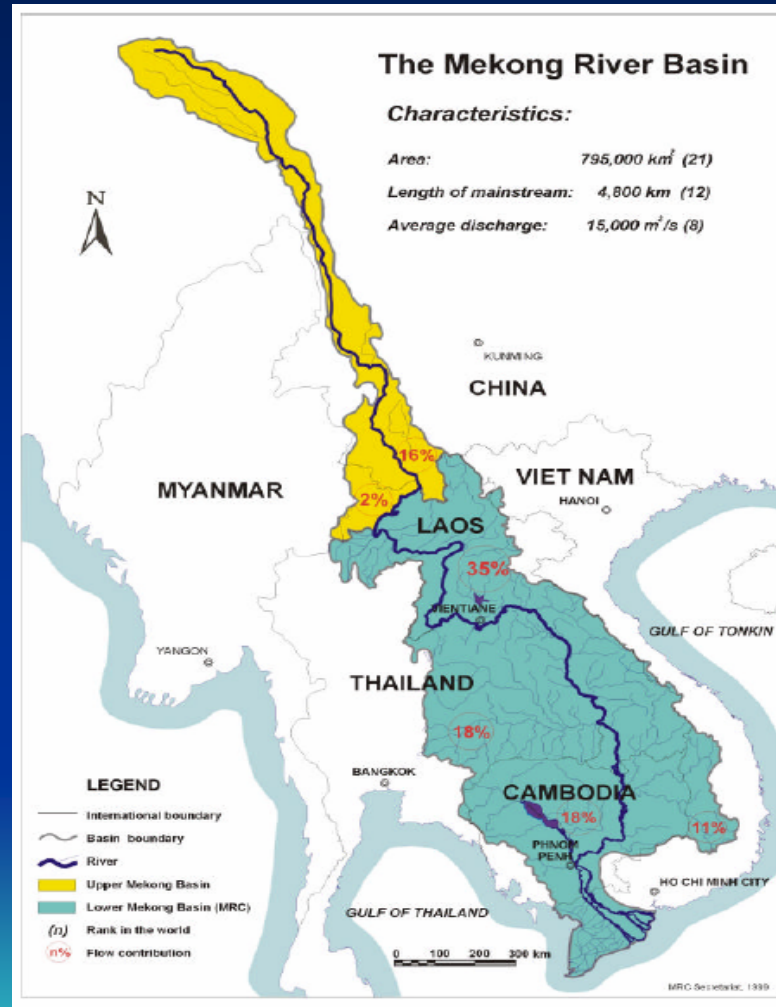 The Mekong River Basin
Characteristics:
Area: 795,000 km² (21)
Length of mainstream: 4,800 km (12)
Average discharge: 15,000 m³/s (8)
N
KUNMING
CHINA
16%
MYANMAR
2%
VIET NAM
HANOI
LAOS
35%
VIENTIANE
GULF OF TONKIN
YANGON
THAILAND
18%
BANGKOK
CAMBODIA
18%
11%
PHNOM
PENH
HO CHI MINH CITY
GULF OF THAILAND
LEGEND
International boundary
Basin boundary
River
Upper Mekong Basin
Lower Mekong Basin (MRC)
(n) Rank in the world
n% Flow contribution
0 100 200 300 km
MRC Secretariat, 1999